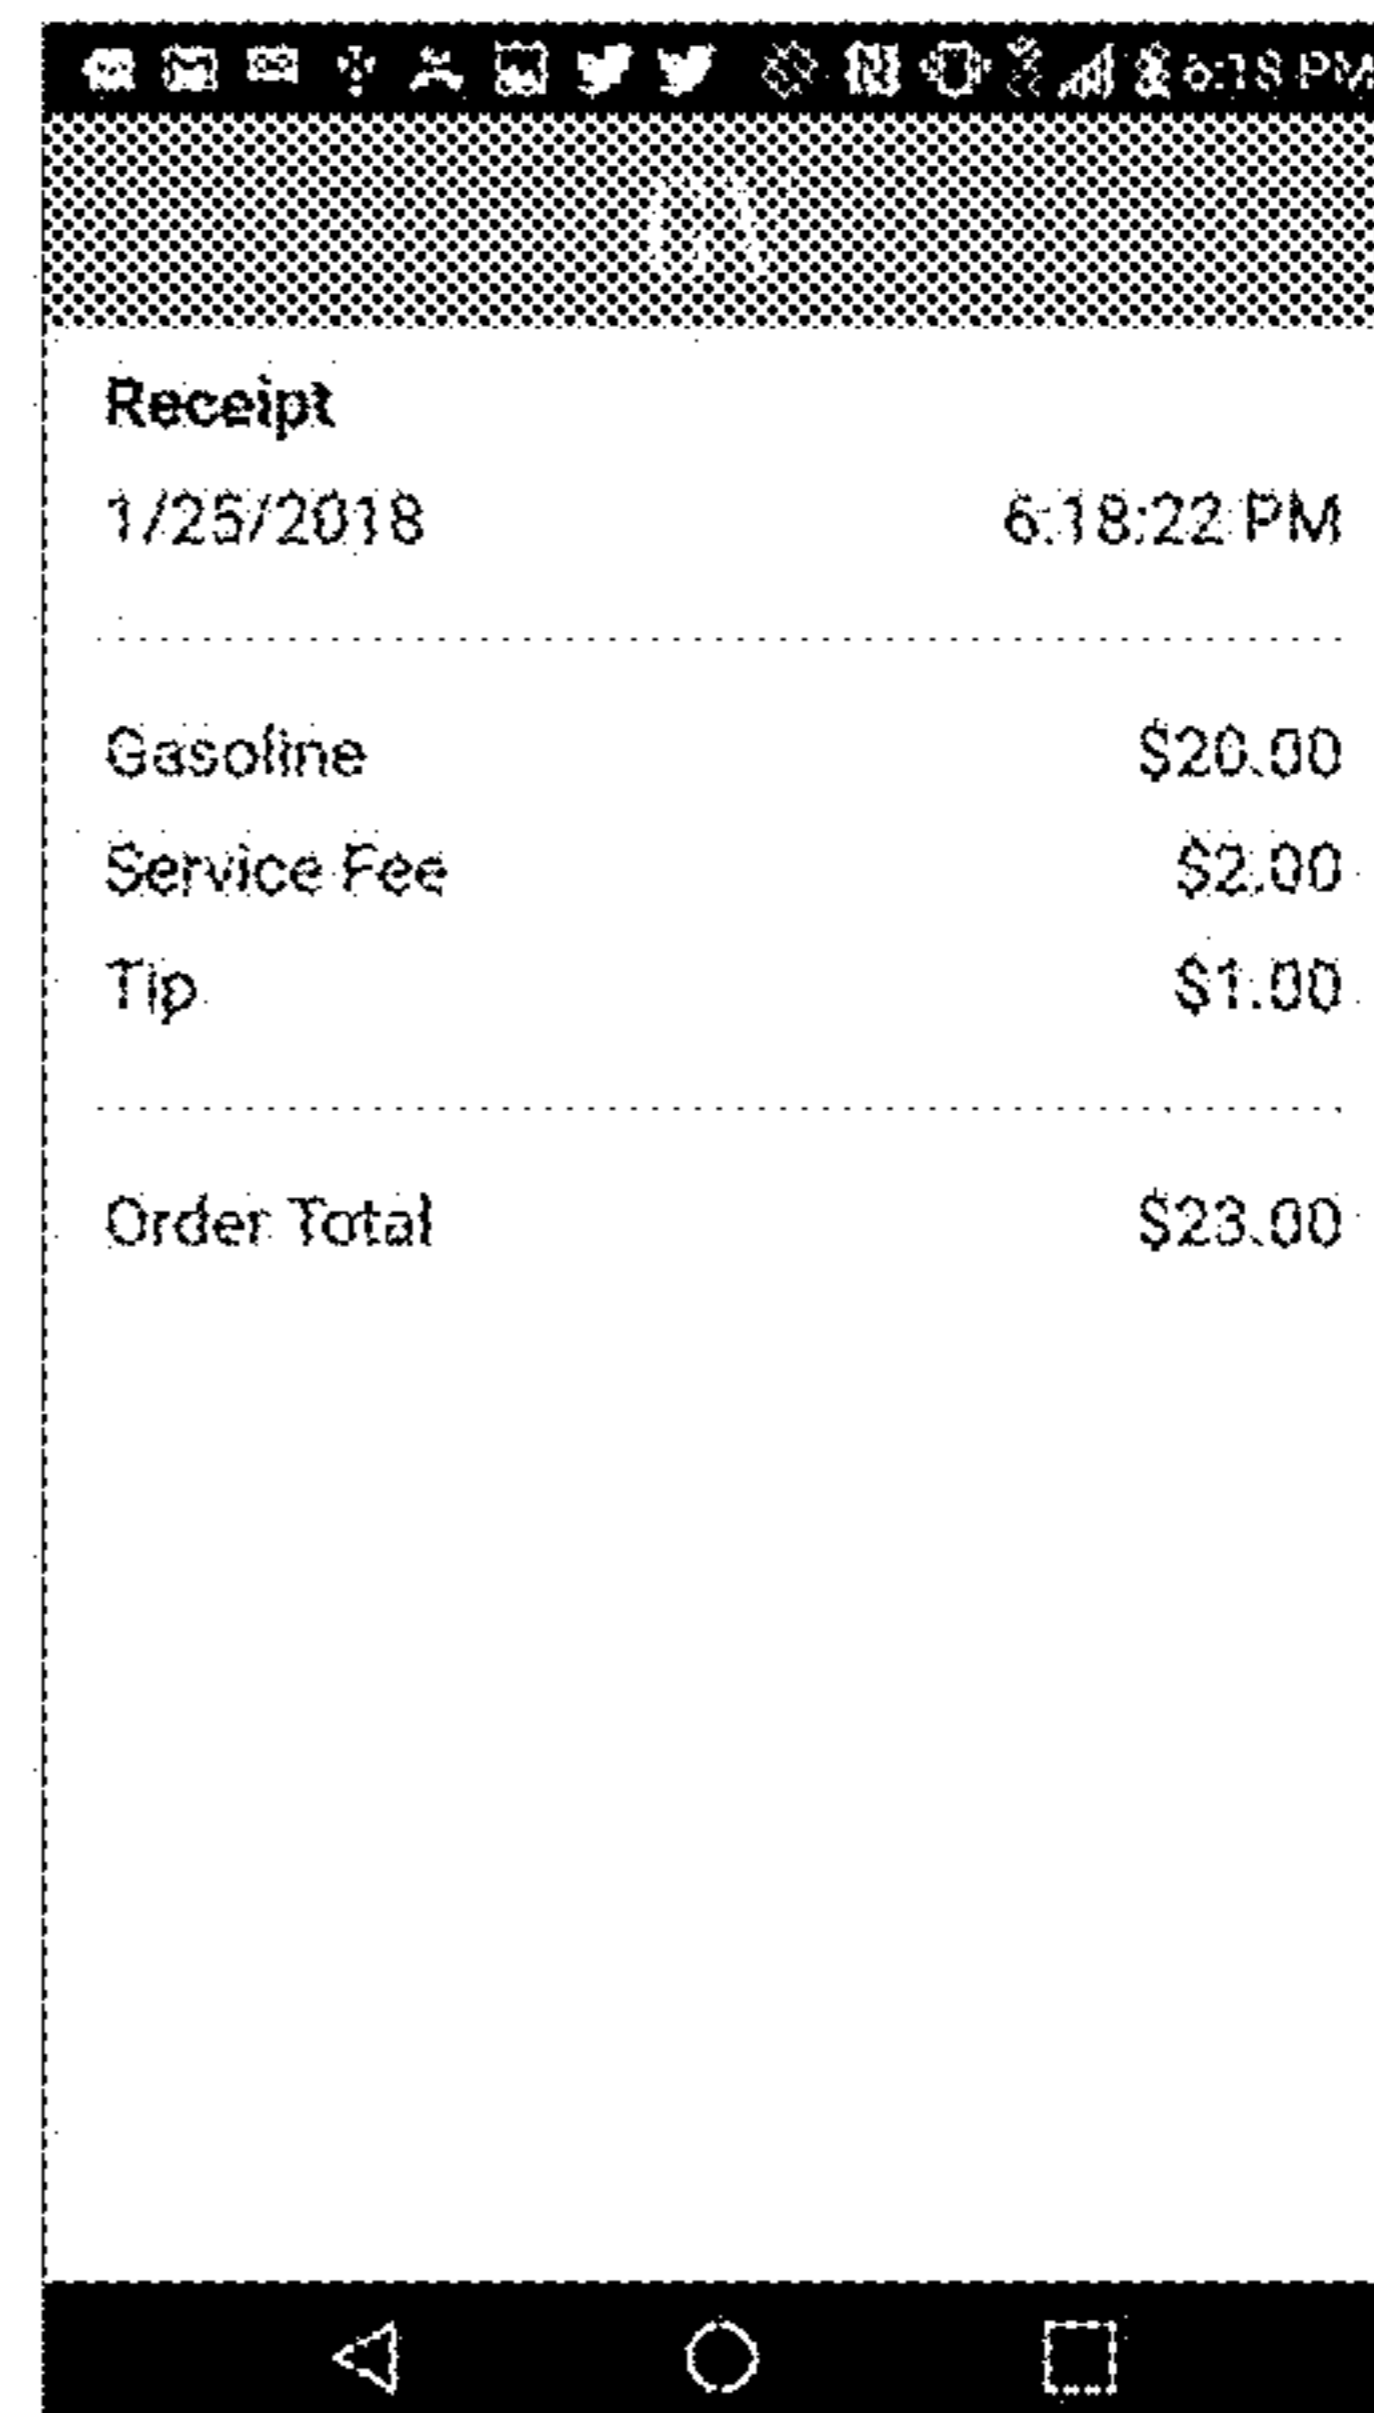 6:18 PM
Receipt
1/25/2018 6:18:22 PM
Gasoline $20.00
Service Fee $2.00
Tip $1.00
Order Total $23.00